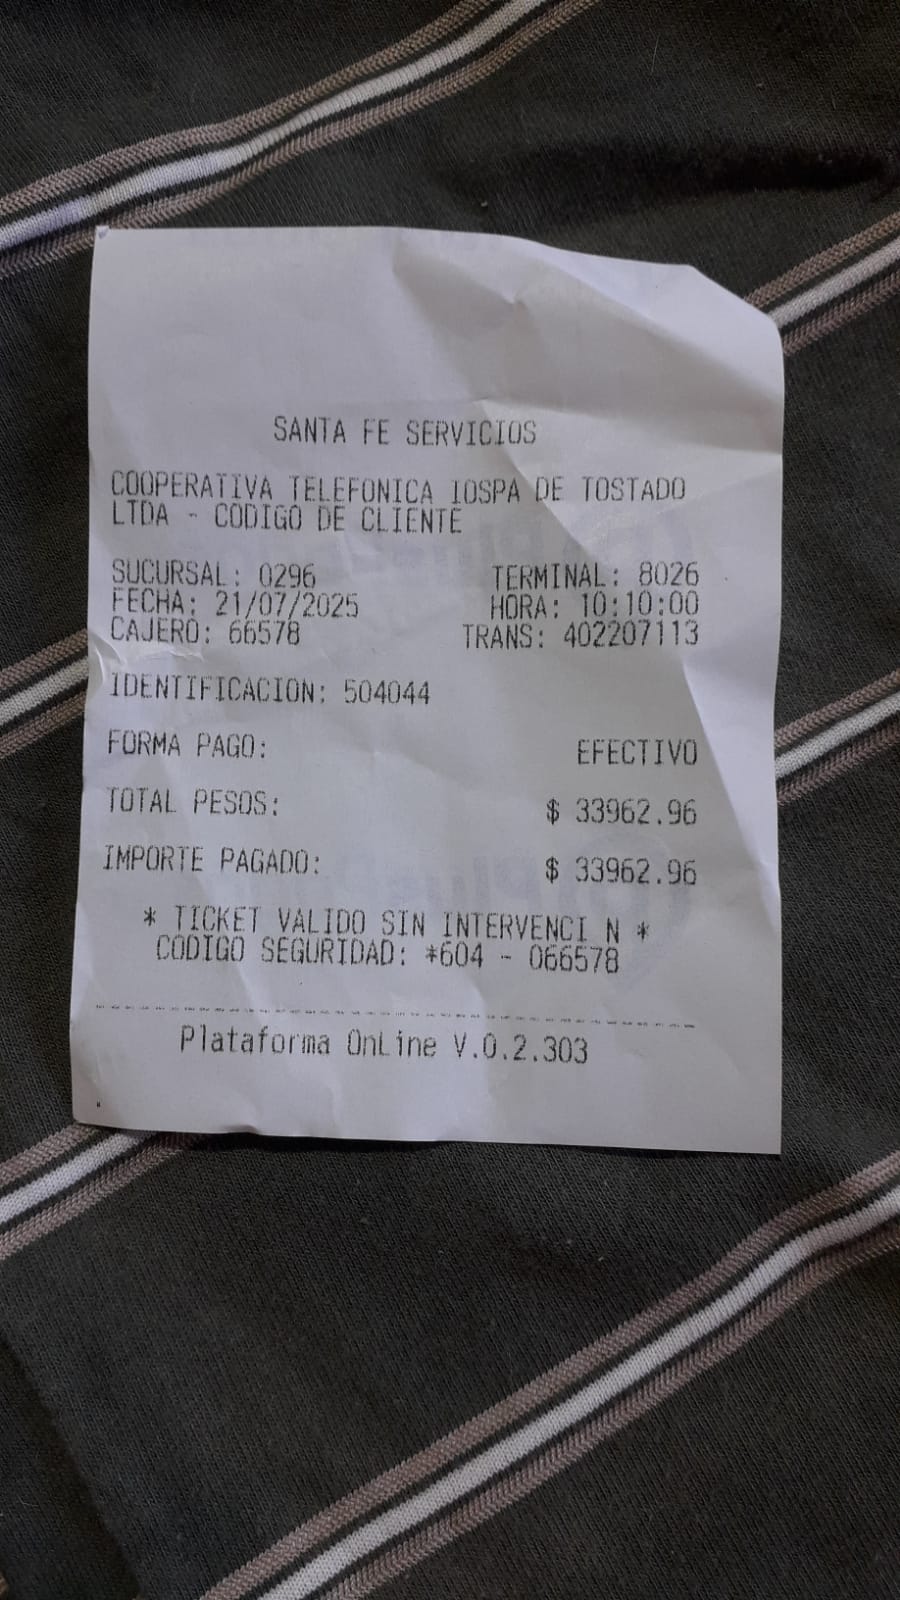 SANTA FE SERVICIOS
COOPERATIVA TELEFONICA 1OSPA DE TOSTADO
LTDA - CODIGO DE CLIENTE
SUCURSAL: 0296 TERMINAL: 8026
FECHA: 21/07/2025 HORA: 10:10:00
CAJERO: 66578 TRANS: 402207113
IDENTIFICACION: 504044
FORMA PAGO: EFECTIVO
TOTAL PESOS: $ 33962.96
IMPORTE PAGADO: $ 33962.96
* TICKET VALIDO SIN INTERVENCI N *
CODIGO SEGURIDAD: *604 - 066578
Plataforma OnLine V.0.2.303